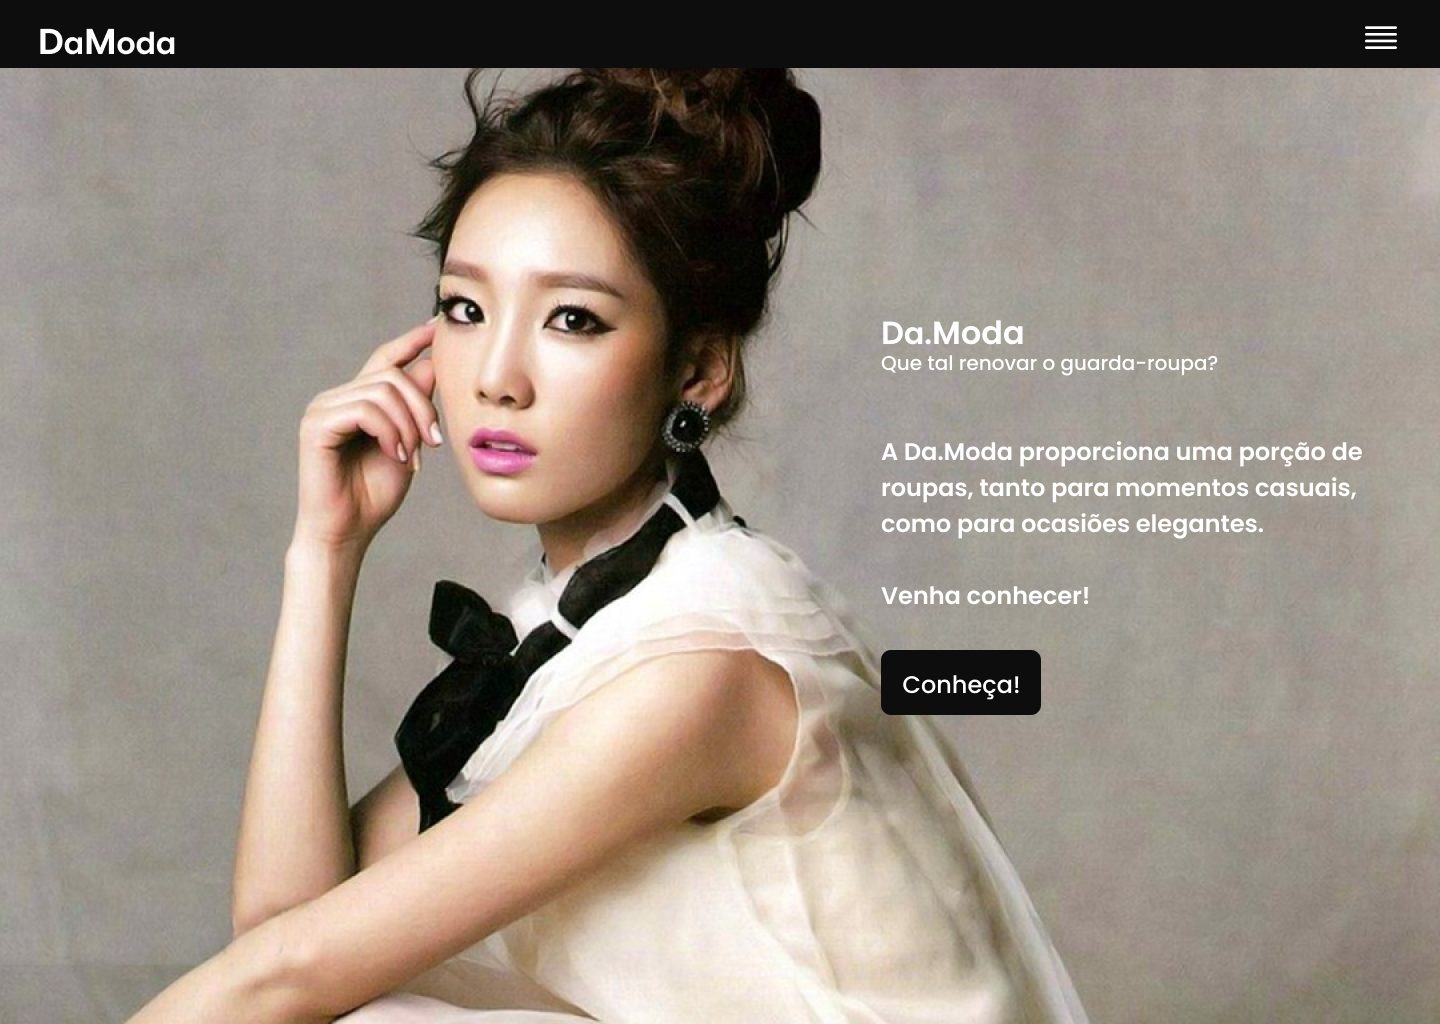 DaModa
Da.Moda
Que tal renovar o guarda-roupa?
A Da.Moda proporciona uma porção de
roupas, tanto para momentos casuais,
como para ocasiões elegantes.
Venha conhecer!
Conheça!